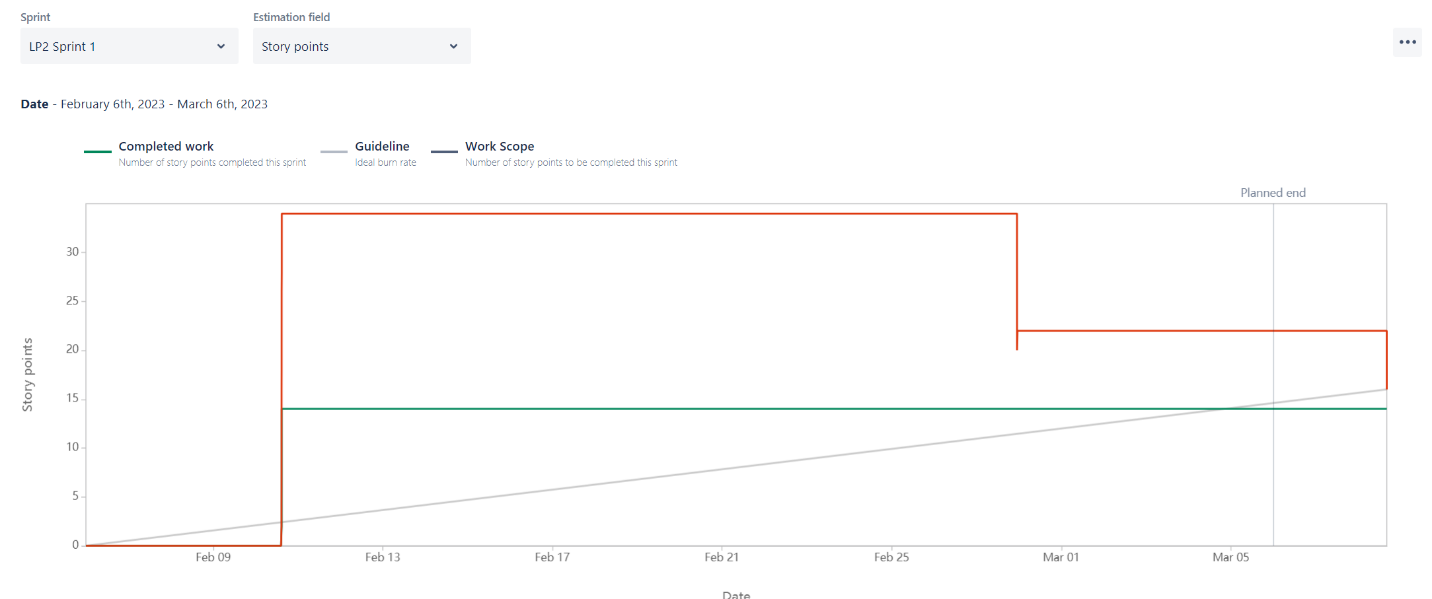 Sprint
Estimation field
LP2 Sprint 1
Story points
Date - February 6th, 2023 - March 6th, 2023
Completed work
Number of story points completed this sprint
Guideline
Ideal burn rate
Work Scope
Number of story points to be completed this sprint
Planned end
Story points
30
25
20
15
10
5
0
Feb 09
Feb 13
Feb 17
Feb 21
Feb 25
Mar 01
Mar 05
Date